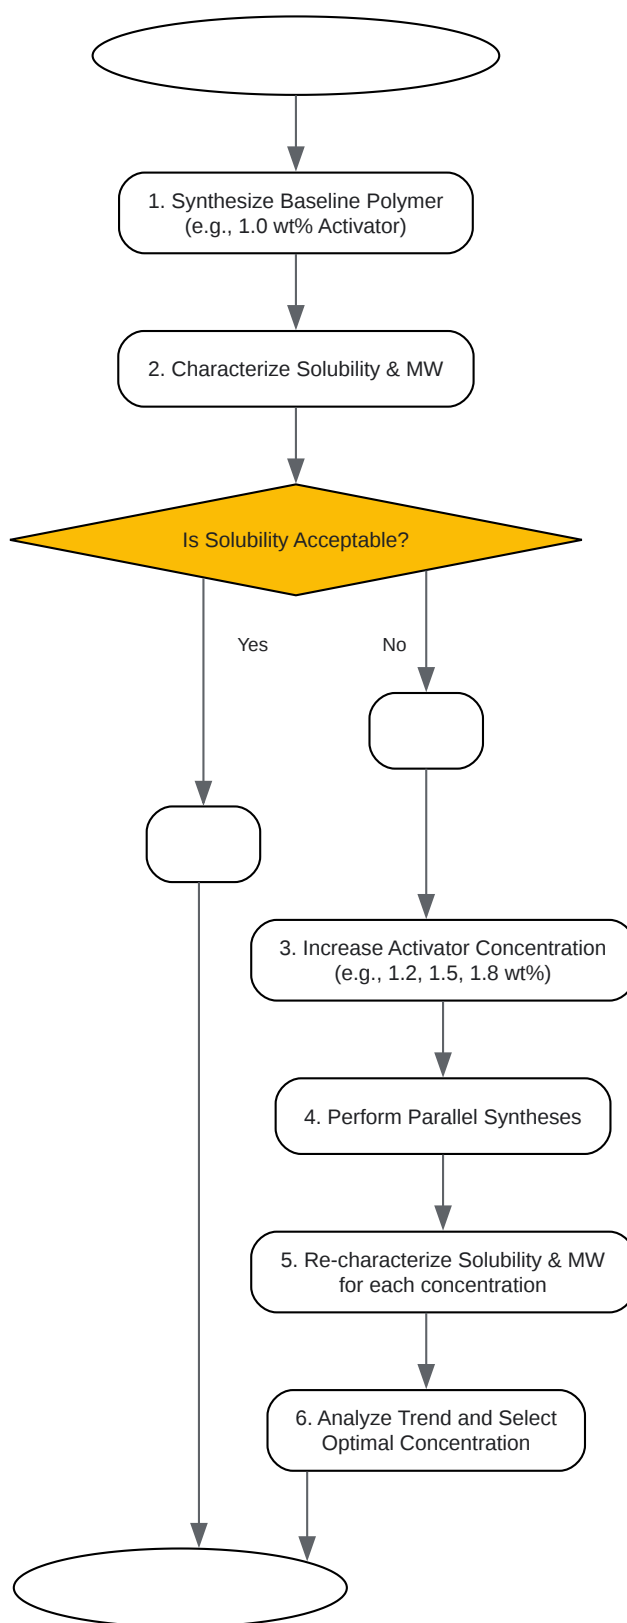 1. Synthesize Baseline Polymer
(e.g., 1.0 wt% Activator)
2. Characterize Solubility & MW
Is Solubility Acceptable?
Yes
No
3. Increase Activator Concentration
(e.g., 1.2, 1.5, 1.8 wt%)
4. Perform Parallel Syntheses
5. Re-characterize Solubility & MW
for each concentration
6. Analyze Trend and Select
Optimal Concentration